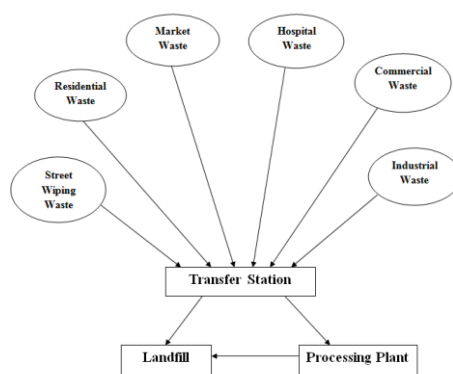 Market
Waste
Hospital
Waste
Residential
Waste
Commercial
Waste
Street
Wiping
Waste
Industrial
Waste
Transfer Station
Landfill
Processing Plant